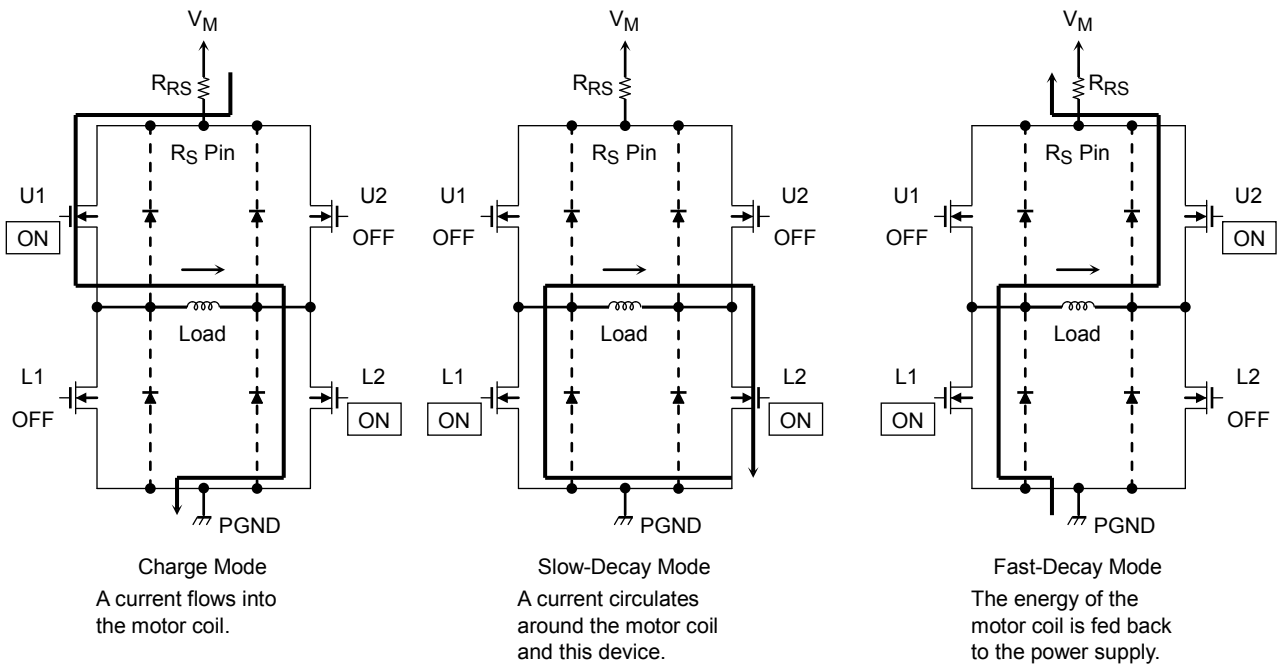 VM
RRS
RS Pin
U1
ON
U2
OFF
Load
L1
OFF
L2
ON
PGND
Charge Mode
A current flows into
the motor coil.
VM
RRS
RS Pin
U1
OFF
U2
OFF
Load
L1
ON
L2
ON
PGND
Slow-Decay Mode
A current circulates
around the motor coil
and this device.
VM
RRS
RS Pin
U1
OFF
U2
ON
Load
L1
ON
L2
OFF
PGND
Fast-Decay Mode
The energy of the
motor coil is fed back
to the power supply.